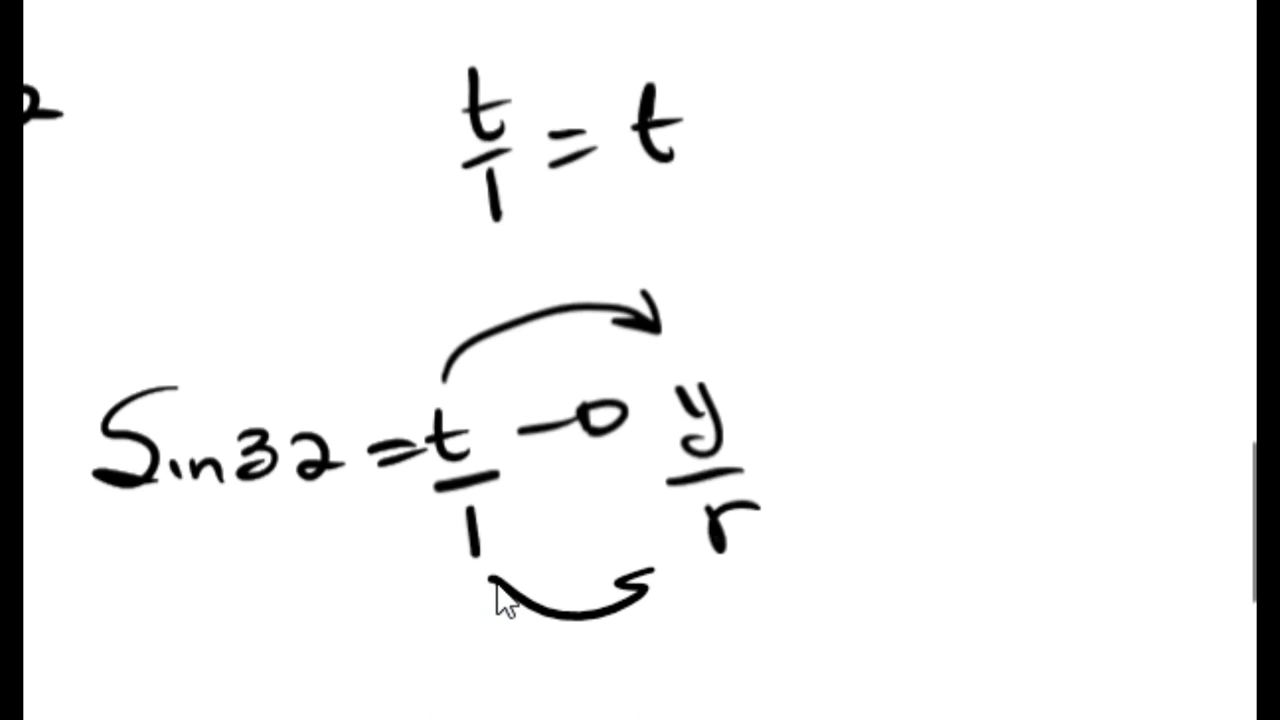 t/1 = t
Sin32 = t/1 → y/r